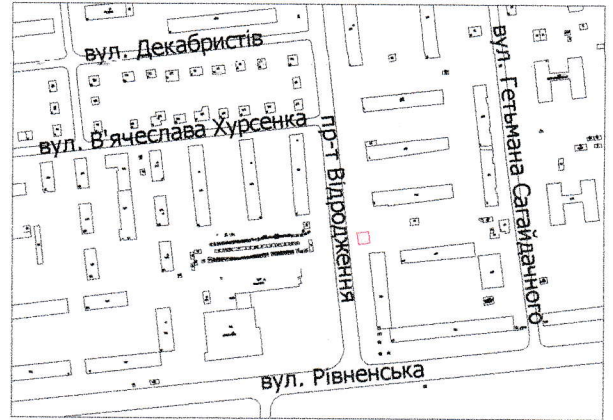 вул. Декабристів
вул. В'ячеслава Хурсенка
пр-т Відродження
вул. Гетьмана Сагайдачного
вул. Рівненська